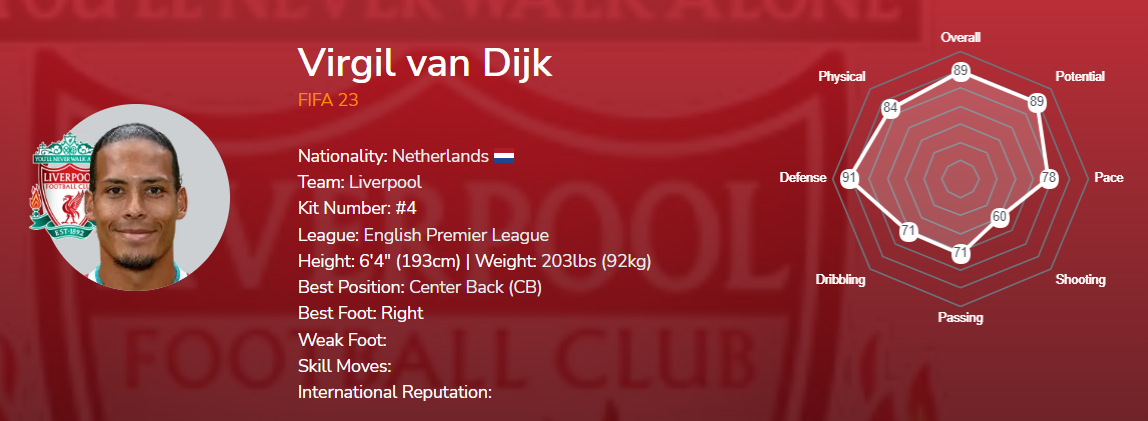 YOU'LL NEVER WALK ALONE
Virgil van Dijk
FIFA 23
Nationality: Netherlands
Team: Liverpool
Kit Number: #4
League: English Premier League
Height: 6'4" (193cm) | Weight: 203lbs (92kg)
Best Position: Center Back (CB)
Best Foot: Right
Weak Foot:
Skill Moves:
International Reputation:
YOU'LL NEVER WALK A
LIVERPOO
FOOTBALL CLU
EST·1892
LIVERPOOL
FOOTBALL CLUB
Overall
89
Potential
89
Pace
78
Shooting
60
Passing
71
Dribbling
71
Defense
91
Physical
84